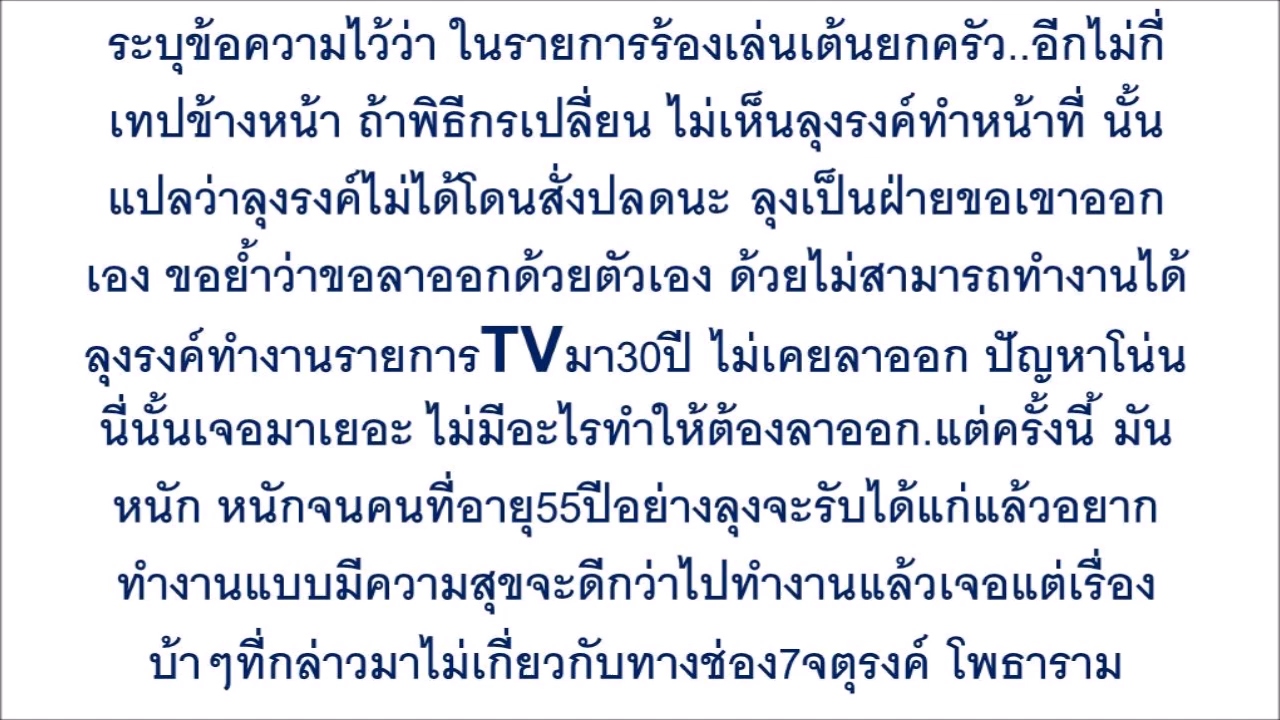 ระบุข้อความไว้ว่า ในรายการร้องเล่นเต้นยกครัว..อีกไม่กี่
เทปข้างหน้า ถ้าพิธีกรเปลี่ยน ไม่เห็นลุงรงค์ทำหน้าที่ นั้น
แปลว่าลุงรงค์ไม่ได้โดนสั่งปลดนะ ลุงเป็นฝ่ายขอเขาออก
เอง ขอย้ำว่าขอลาออกด้วยตัวเอง ด้วยไม่สามารถทำงานได้
ลุงรงค์ทำงานรายการTVมา30ปี ไม่เคยลาออก ปัญหาโน่น
นี่นั้นเจอมาเยอะ ไม่มีอะไรทำให้ต้องลาออก.แต่ครั้งนี้ มัน
หนัก หนักจนคนที่อายุ55ปีอย่างลุงจะรับได้แก่แล้วอยาก
ทำงานแบบมีความสุขจะดีกว่าไปทำงานแล้วเจอแต่เรื่อง
บ้าๆที่กล่าวมาไม่เกี่ยวกับทางช่อง7จตุรงค์ โพธาราม